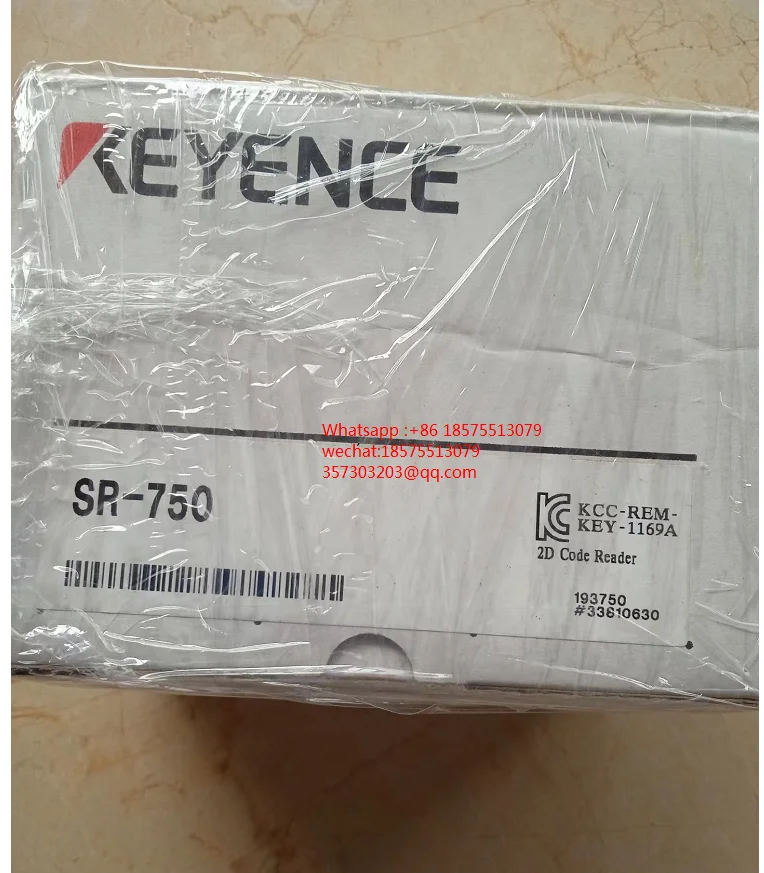 KEYENCE
Whatsapp :+86 18575513079
wechat:18575513079
357303203@qq.com
SR-750
KCC-REM-
KEY-1169A
2D Code Reader
193750
#33610630